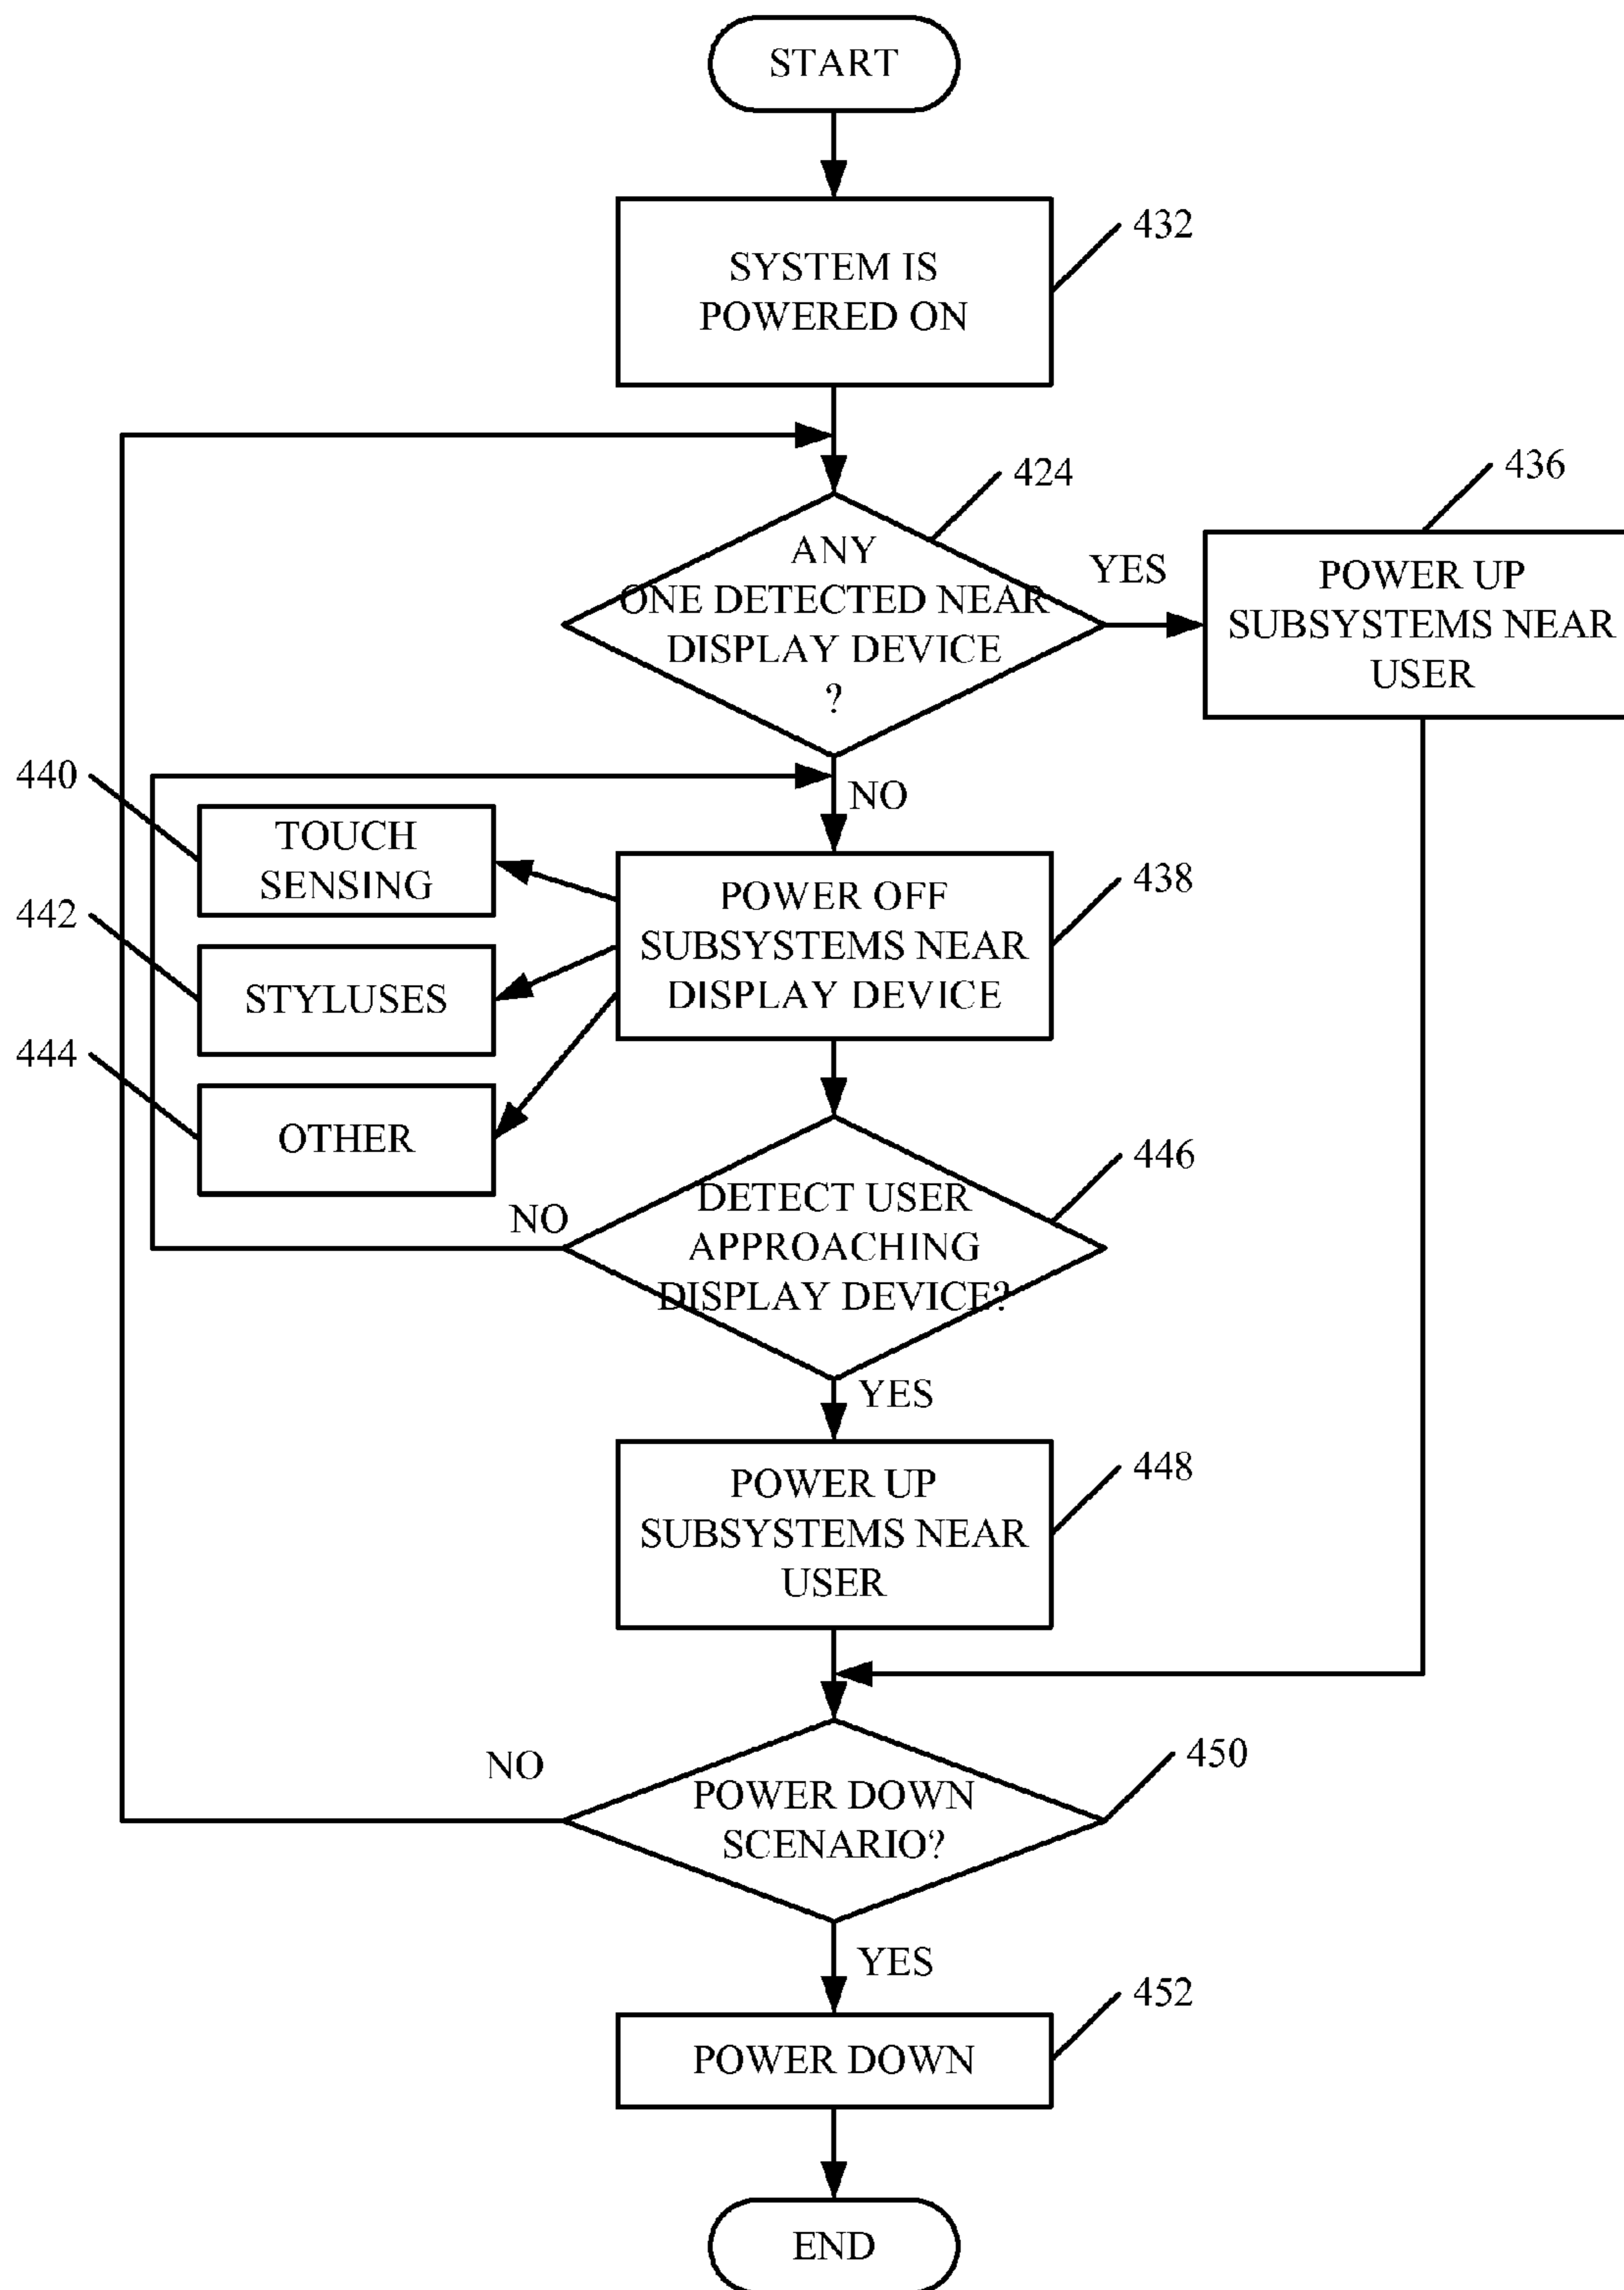 START
SYSTEM IS
POWERED ON
432
424
436
ANY
ONE DETECTED NEAR
DISPLAY DEVICE
?
YES
POWER UP
SUBSYSTEMS NEAR
USER
NO
440
TOUCH
SENSING
442
STYLUSES
444
OTHER
POWER OFF
SUBSYSTEMS NEAR
DISPLAY DEVICE
438
446
DETECT USER
APPROACHING
DISPLAY DEVICE?
NO
YES
POWER UP
SUBSYSTEMS NEAR
USER
448
NO
450
POWER DOWN
SCENARIO?
YES
452
POWER DOWN
END